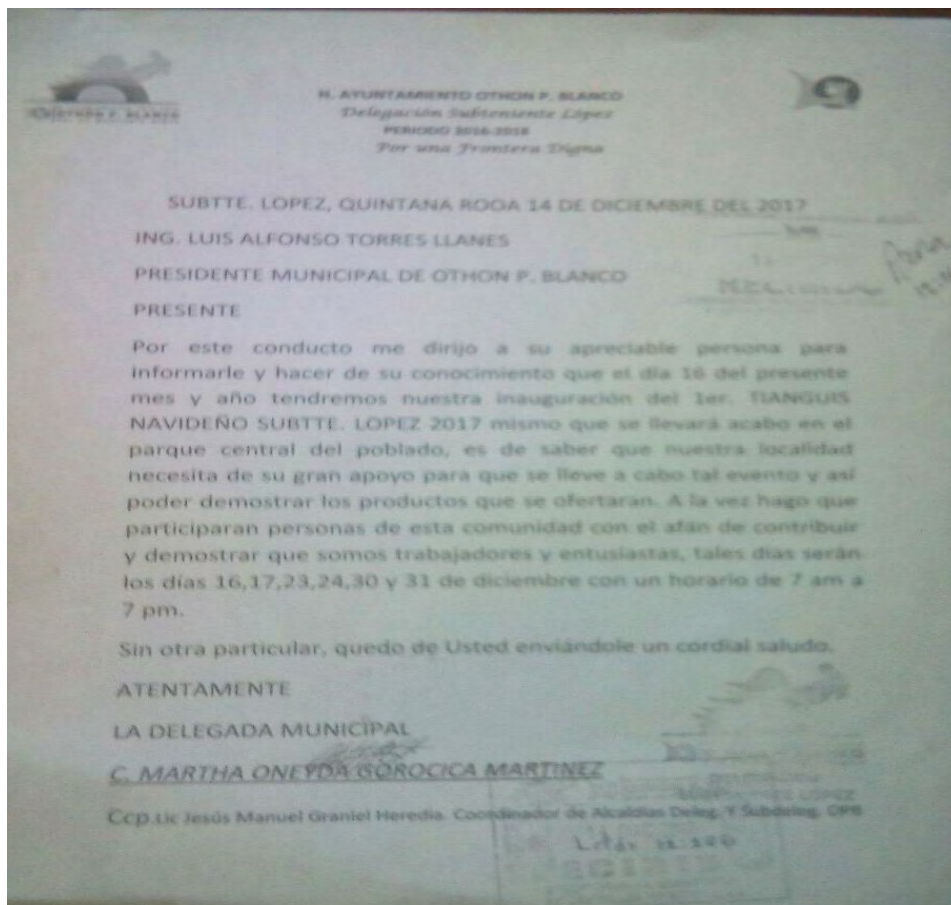 OTHON P. BLANCO
H. AYUNTAMIENTO OTHON P. BLANCO
Delegación Subteniente López
PERIODO 2016-2018
Por una Frontera Digna
SUBTTE. LOPEZ, QUINTANA ROOA 14 DE DICIEMBRE DEL 2017
ING. LUIS ALFONSO TORRES LLANES
PRESIDENTE MUNICIPAL DE OTHON P. BLANCO
PRESENTE
Por este conducto me dirijo a su apreciable persona para
informarle y hacer de su conocimiento que el día 16 del presente
mes y año tendremos nuestra inauguración del 1er. TIANGUIS
NAVIDEÑO SUBTTE. LOPEZ 2017 mismo que se llevará acabo en el
parque central del poblado, es de saber que nuestra localidad
necesita de su gran apoyo para que se lleve a cabo tal evento y así
poder demostrar los productos que se ofertaran. A la vez hago que
participaran personas de esta comunidad con el afán de contribuir
y demostrar que somos trabajadores y entusiastas, tales días serán
los días 16,17,23,24,30 y 31 de diciembre con un horario de 7 am a
7 pm.
Sin otra particular, quedo de Usted enviándole un cordial saludo.
ATENTAMENTE
LA DELEGADA MUNICIPAL
C. MARTHA ONEYDA GOROCICA MARTINEZ
Ccp.Lic Jesús Manuel Graniel Heredia. Coordinador de Alcaldías Deleg. Y Subdeleg. OPB